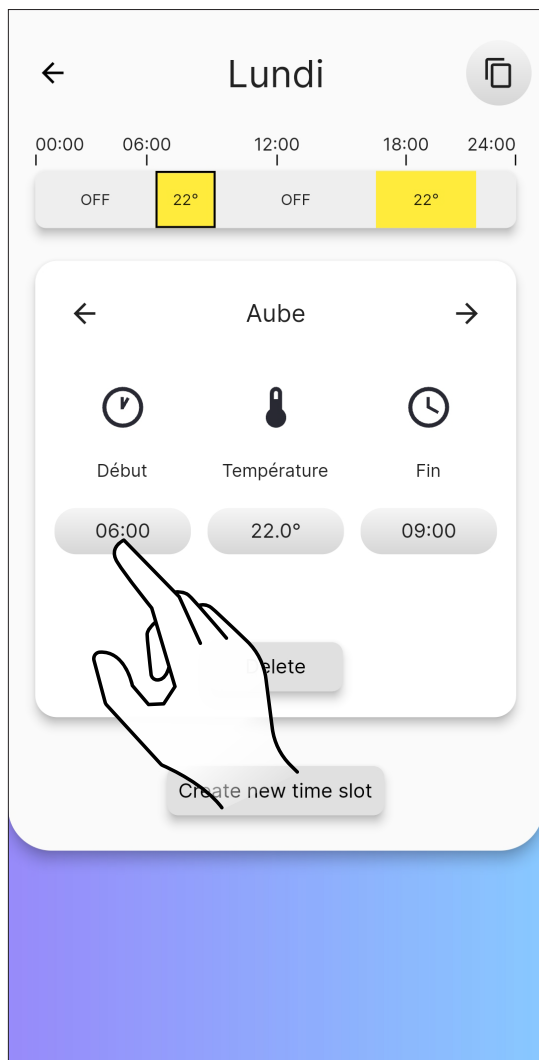 Lundi
00:00 06:00 12:00 18:00 24:00
OFF 22° OFF 22°
Aube
Début Température Fin
06:00 22.0° 09:00
Delete
Create new time slot